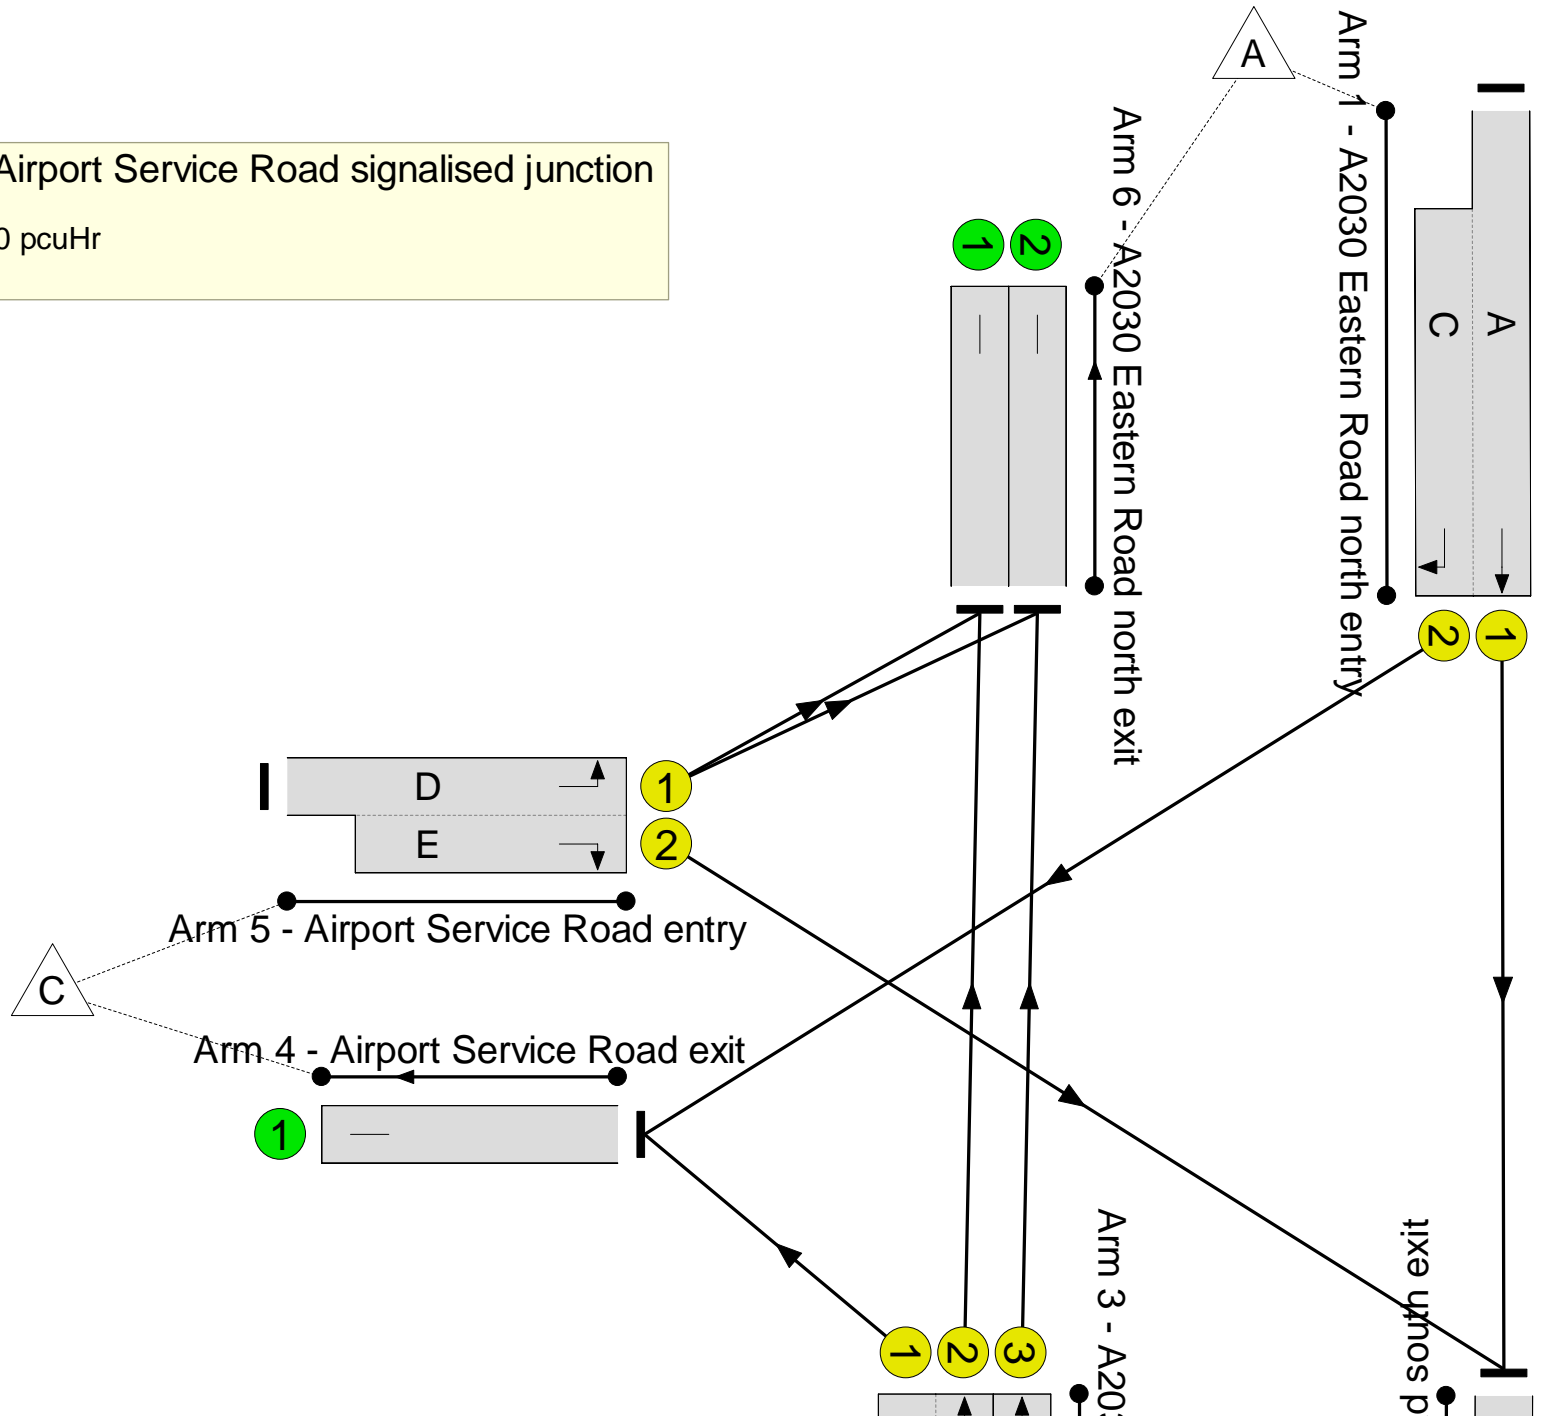 A
Arm 1 - A2030 Eastern Road north entry
Airport Service Road signalised junction
0 pcuHr
Arm 6 - A2030 Eastern Road north exit
1
2
C
A
2
1
D
E
1
2
Arm 5 - Airport Service Road entry
C
Arm 4 - Airport Service Road exit
1
1
2
3
Arm 3 -
south exit